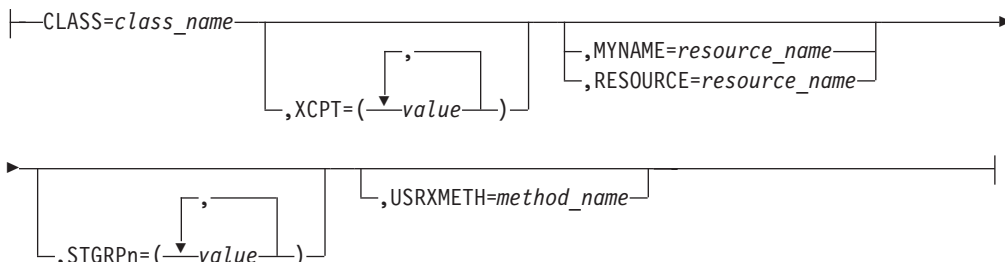 CLASS=class_name
,
,XCPT=(value)
,MYNAME=resource_name
,RESOURCE=resource_name
,
,STGRPn=(value)
,USRXMETH=method_name